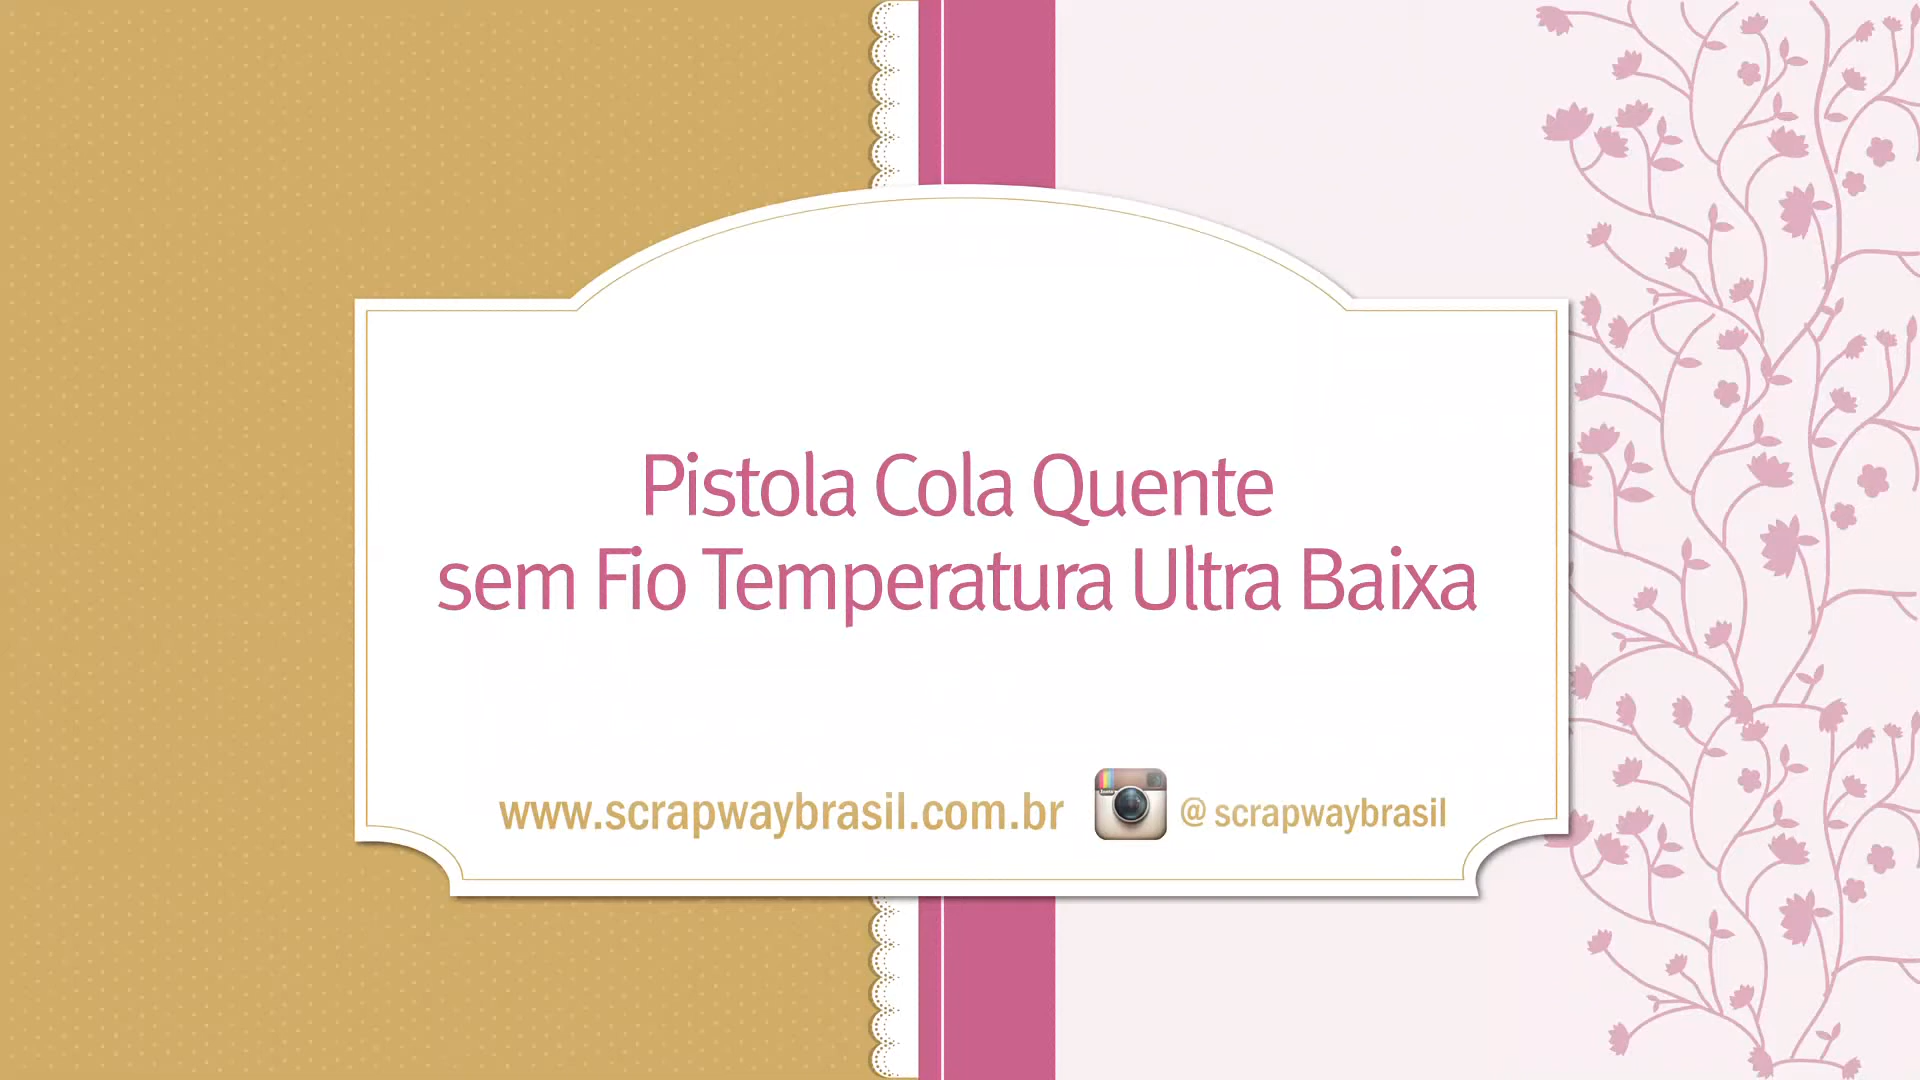 Pistola Cola Quente
sem Fio Temperatura Ultra Baixa
www.scrapwaybrasil.com.br @ scrapwaybrasil